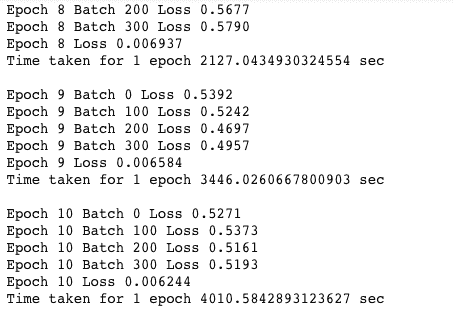 Epoch 8 Batch 200 Loss 0.5677
Epoch 8 Batch 300 Loss 0.5790
Epoch 8 Loss 0.006937
Time taken for 1 epoch 2127.0434930324554 sec
Epoch 9 Batch 0 Loss 0.5392
Epoch 9 Batch 100 Loss 0.5242
Epoch 9 Batch 200 Loss 0.4697
Epoch 9 Batch 300 Loss 0.4957
Epoch 9 Loss 0.006584
Time taken for 1 epoch 3446.0260667800903 sec
Epoch 10 Batch 0 Loss 0.5271
Epoch 10 Batch 100 Loss 0.5373
Epoch 10 Batch 200 Loss 0.5161
Epoch 10 Batch 300 Loss 0.5193
Epoch 10 Loss 0.006244
Time taken for 1 epoch 4010.5842893123627 sec